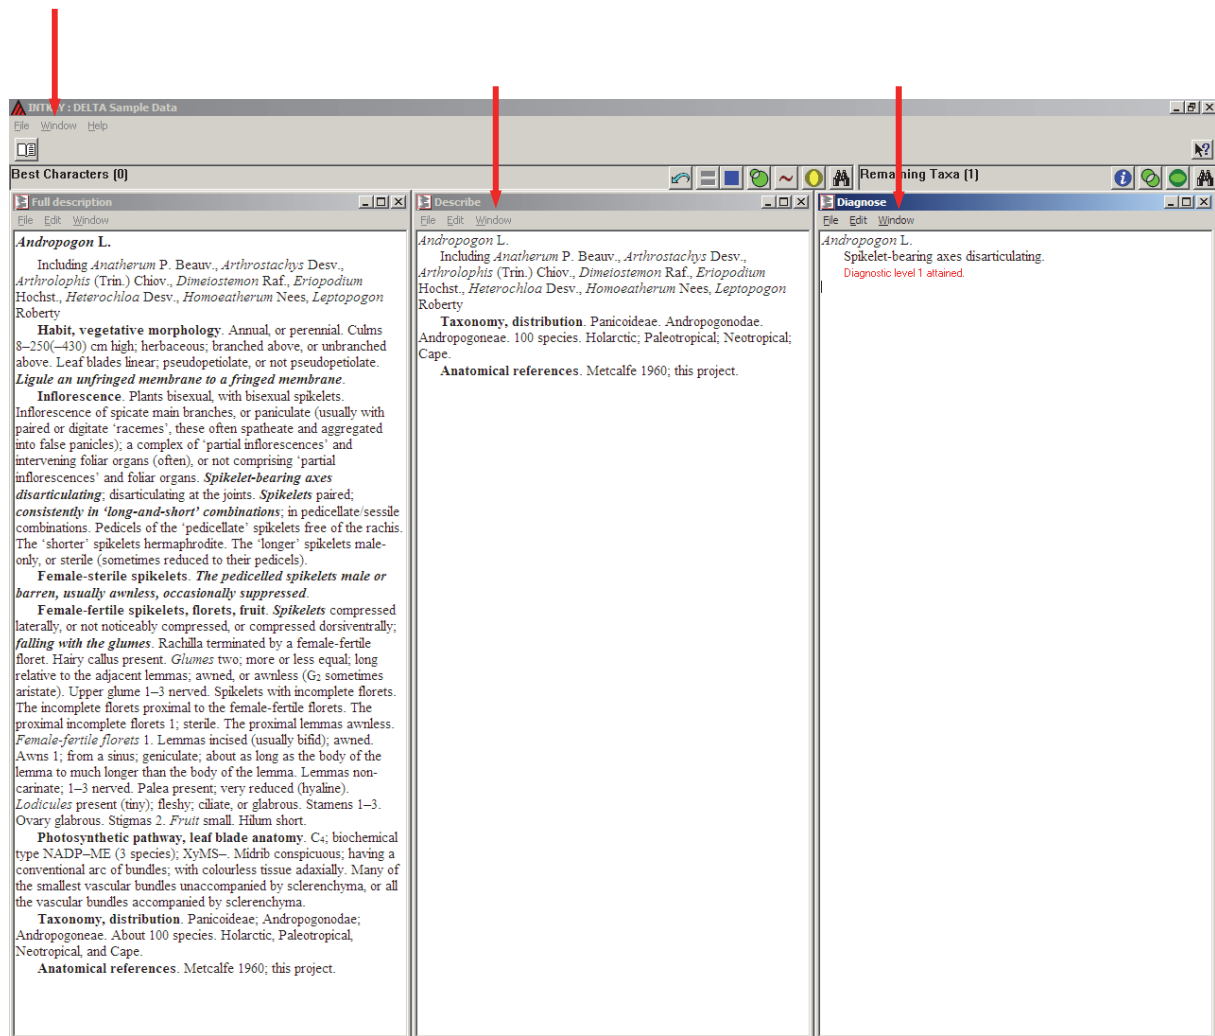 INTKEY : DELTA Sample Data
File Window Help
Best Characters (0)
Remaining Taxa (1)
Full description
File Edit Window
Andropogon L.
Including Anatherum P. Beauv., Arthrostachys Desv.,
Arthrolophis (Trin.) Chiov., Dimeiostemon Raf., Eriopodium
Hochst., Heterochloa Desv., Homoeatherum Nees, Leptopogon
Roberty
Habit, vegetative morphology. Annual, or perennial. Culms
8–250(–430) cm high; herbaceous; branched above, or unbranched
above. Leaf blades linear; pseudopetiolate, or not pseudopetiolate.
Ligule an unfringed membrane to a fringed membrane.
Inflorescence. Plants bisexual, with bisexual spikelets.
Inflorescence of spicate main branches, or paniculate (usually with
paired or digitate ‘racemes’, these often spatheate and aggregated
into false panicles); a complex of ‘partial inflorescences’ and
intervening foliar organs (often), or not comprising ‘partial
inflorescences’ and foliar organs. Spikelet-bearing axes
disarticulating; disarticulating at the joints. Spikelets paired;
consistently in ‘long-and-short’ combinations; in pedicellate/sessile
combinations. Pedicels of the ‘pedicellate’ spikelets free of the rachis.
The ‘shorter’ spikelets hermaphrodite. The ‘longer’ spikelets male-
only, or sterile (sometimes reduced to their pedicels).
Female-sterile spikelets. The pedicelled spikelets male or
barren, usually awnless, occasionally suppressed.
Female-fertile spikelets, florets, fruit. Spikelets compressed
laterally, or not noticeably compressed, or compressed dorsiventrally;
falling with the glumes. Rachilla terminated by a female-fertile
floret. Hairy callus present. Glumes two; more or less equal; long
relative to the adjacent lemmas; awned, or awnless (G2 sometimes
aristate). Upper glume 1–3 nerved. Spikelets with incomplete florets.
The incomplete florets proximal to the female-fertile florets. The
proximal incomplete florets 1; sterile. The proximal lemmas awnless.
Female-fertile florets 1. Lemmas incised (usually bifid); awned.
Awns 1; from a sinus; geniculate; about as long as the body of the
lemma to much longer than the body of the lemma. Lemmas non-
carinate; 1–3 nerved. Palea present; very reduced (hyaline).
Lodicules present (tiny); fleshy; ciliate, or glabrous. Stamens 1–3.
Ovary glabrous. Stigmas 2. Fruit small. Hilum short.
Photosynthetic pathway, leaf blade anatomy. C4; biochemical
type NADP–ME (3 species); XyMS–. Midrib conspicuous; having a
conventional arc of bundles; with colourless tissue adaxially. Many of
the smallest vascular bundles unaccompanied by sclerenchyma, or all
the vascular bundles accompanied by sclerenchyma.
Taxonomy, distribution. Panicoideae; Andropogonodae;
Andropogoneae. About 100 species. Holarctic, Paleotropical,
Neotropical, and Cape.
Anatomical references. Metcalfe 1960; this project.
Describe
File Edit Window
Andropogon L.
Including Anatherum P. Beauv., Arthrostachys Desv.,
Arthrolophis (Trin.) Chiov., Dimeiostemon Raf., Eriopodium
Hochst., Heterochloa Desv., Homoeatherum Nees, Leptopogon
Roberty
Taxonomy, distribution. Panicoideae. Andropogonodae.
Andropogoneae. 100 species. Holarctic; Paleotropical; Neotropical;
Cape.
Anatomical references. Metcalfe 1960; this project.
Diagnose
File Edit Window
Andropogon L.
Spikelet-bearing axes disarticulating.
Diagnostic level 1 attained.